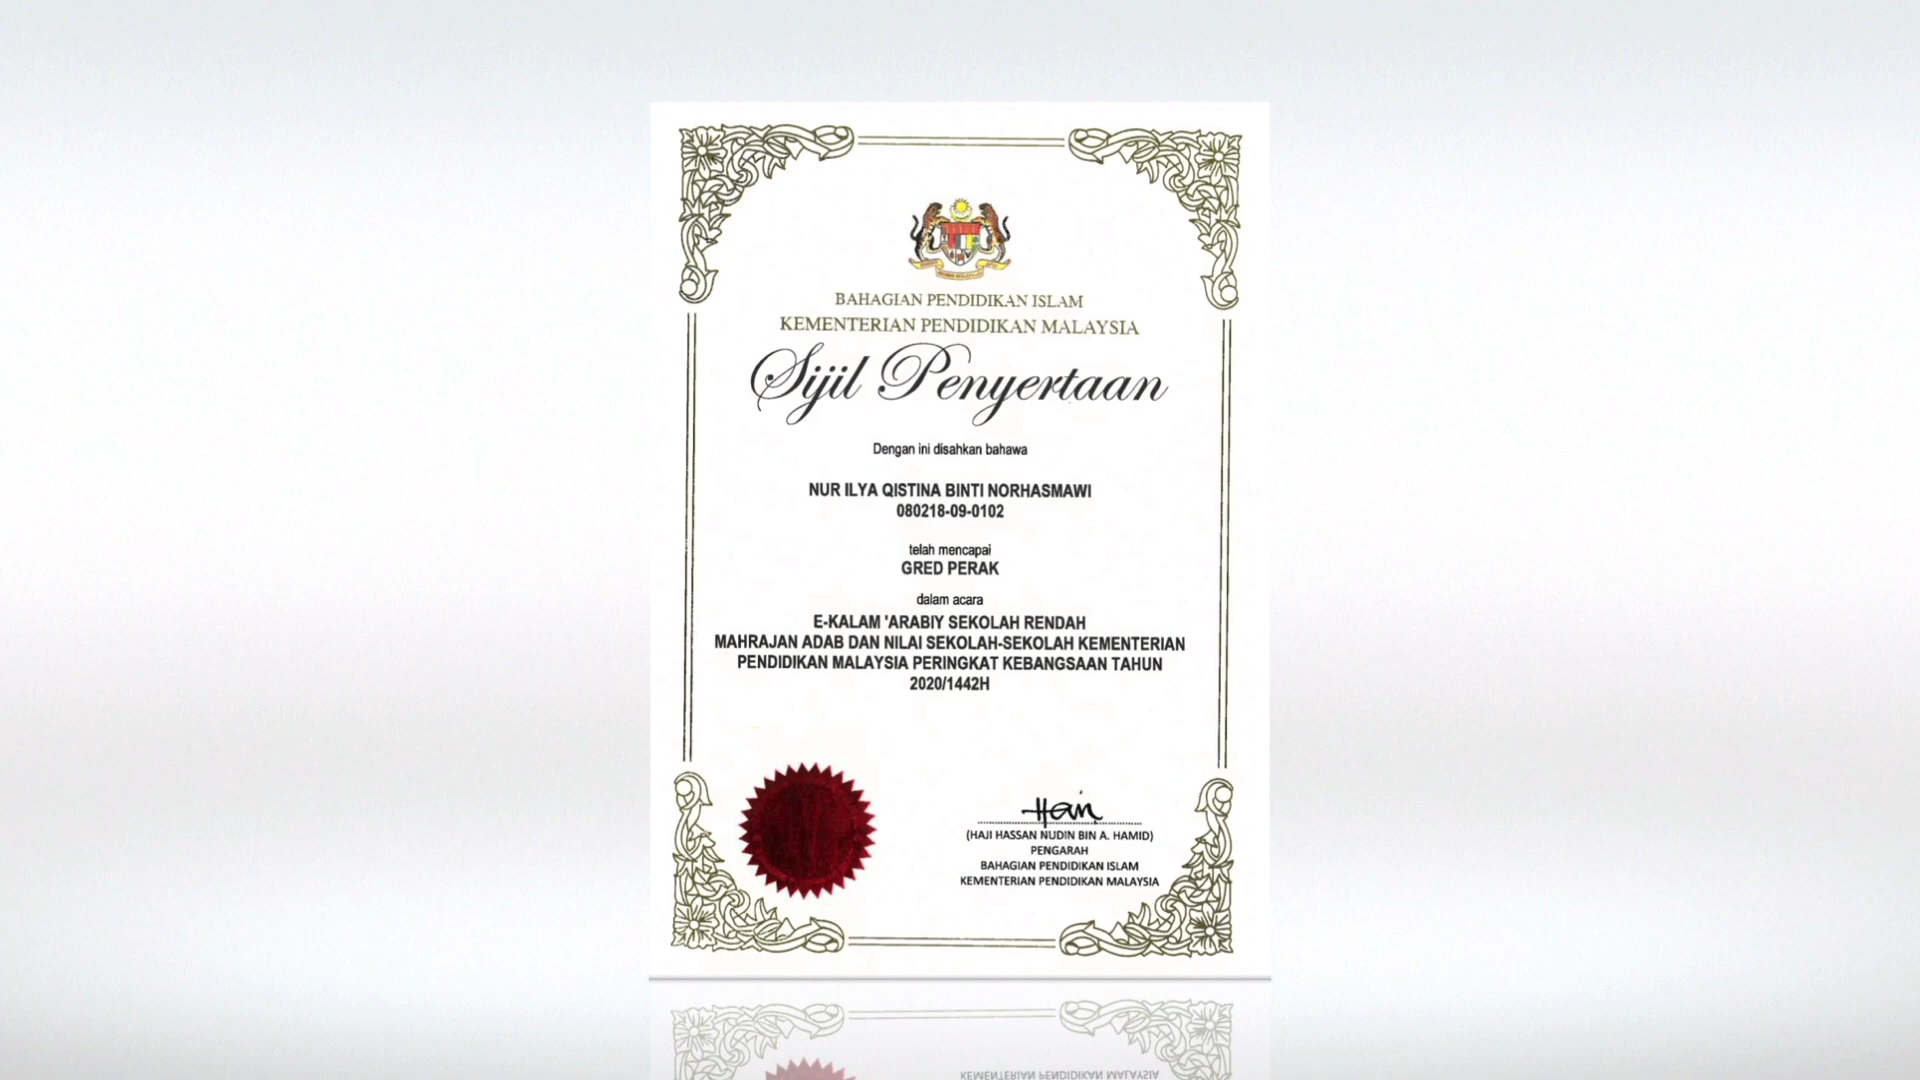 BAHAGIAN PENDIDIKAN ISLAM
KEMENTERIAN PENDIDIKAN MALAYSIA
Sijil Penyertaan
Dengan ini disahkan bahawa
NUR ILYA QISTINA BINTI NORHASMAWI
080218-09-0102
telah mencapai
GRED PERAK
dalam acara
E-KALAM 'ARABIY SEKOLAH RENDAH
MAHRAJAN ADAB DAN NILAI SEKOLAH-SEKOLAH KEMENTERIAN
PENDIDIKAN MALAYSIA PERINGKAT KEBANGSAAN TAHUN
2020/1442H
(HAJI HASSAN NUDIN BIN A. HAMID)
PENGARAH
BAHAGIAN PENDIDIKAN ISLAM
KEMENTERIAN PENDIDIKAN MALAYSIA